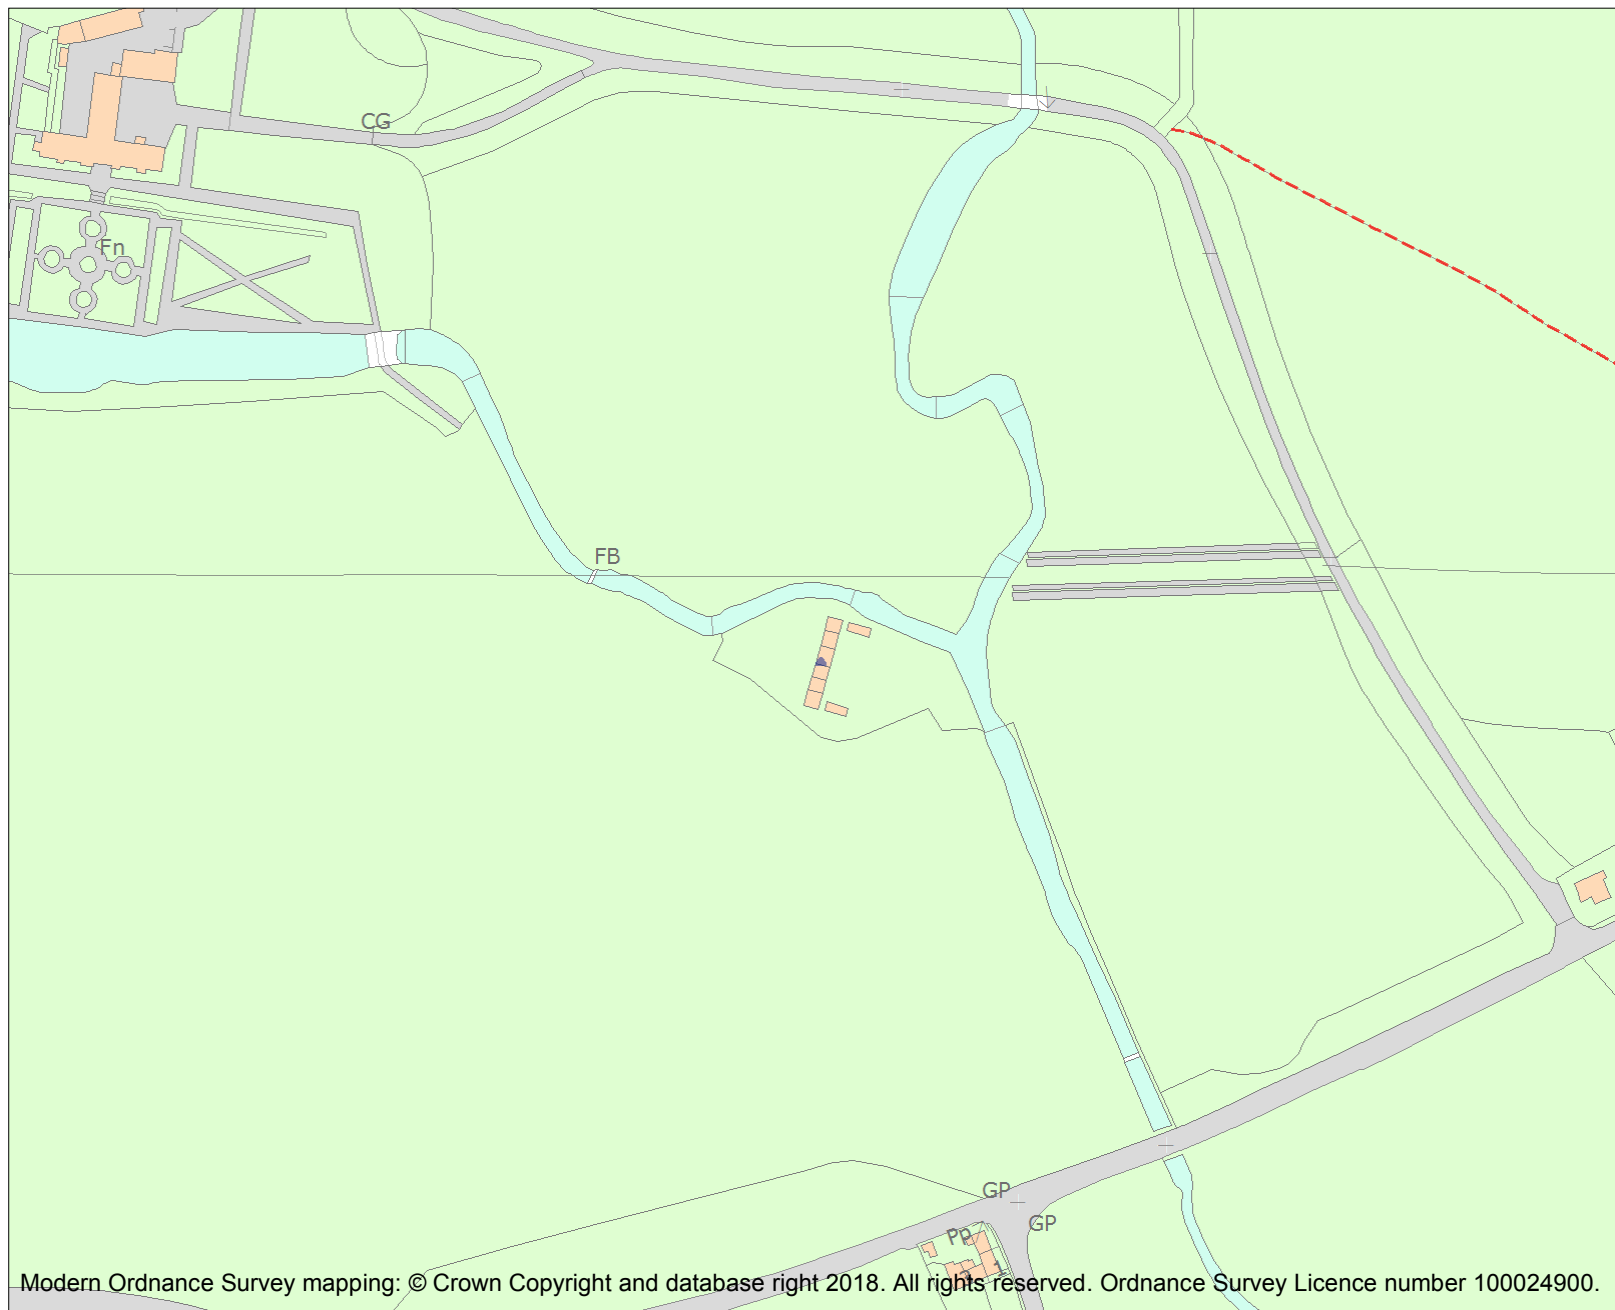 CG
Fn
FB
GP
GP
Pp
1
Modern Ordnance Survey mapping: © Crown Copyright and database right 2018. All rights reserved. Ordnance Survey Licence number 100024900.